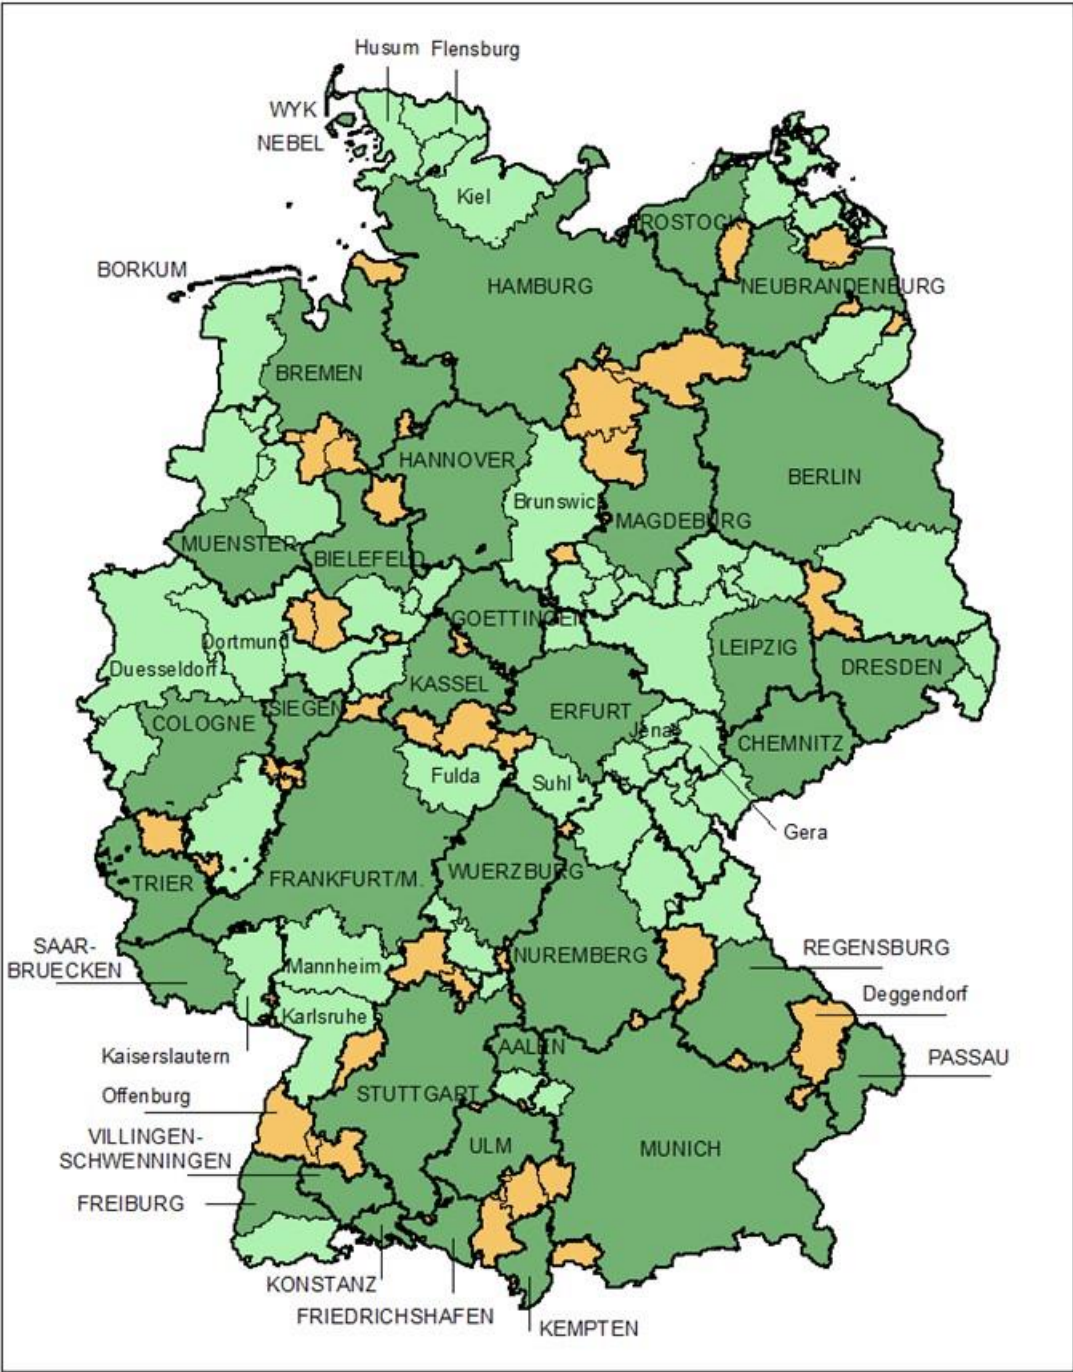 Husum Flensburg
WYK
NEBEL
Kiel
ROSTOCK
BORKUM
HAMBURG
NEUBRANDENBURG
BREMEN
HANNOVER
BERLIN
Brunswic
MAGDEBURG
MUENSTER
BIELEFELD
GOETTINGEN
Dortmund
LEIPZIG
Duesseldorf
DRESDEN
KASSEL
COLOGNE
SIEGEN
ERFURT
Jena
CHEMNITZ
Fulda
Suhl
Gera
WUERZBURG
FRANKFURT/M.
TRIER
SAAR-
BRUECKEN
NUREMBERG
REGENSBURG
Mannheim
Deggendorf
Karlsruhe
AALEN
Kaiserslautern
PASSAU
Offenburg
STUTTGART
VILLINGEN-
SCHWENNINGEN
ULM
MUNICH
FREIBURG
KONSTANZ
FRIEDRICHSHAFEN
KEMPTEN